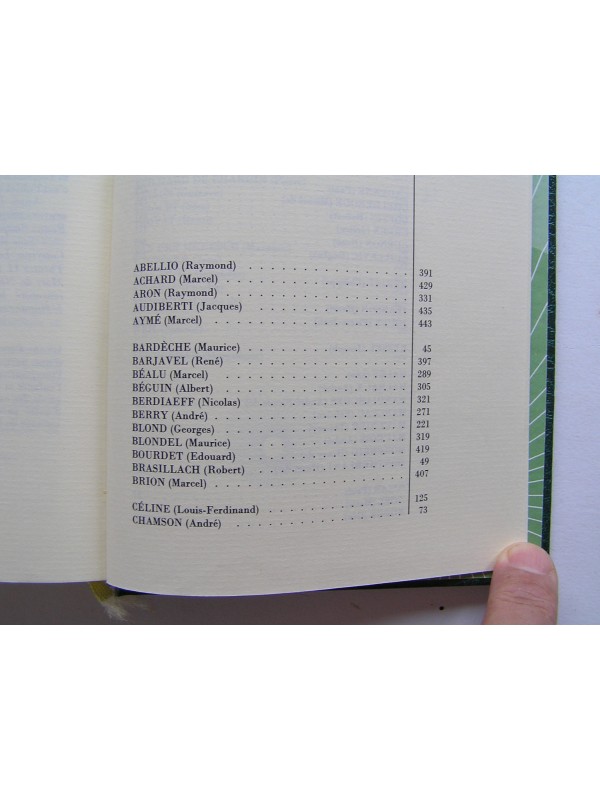 ABELLIO (Raymond) . . . . . . . . . . . . . . . 391
ACHARD (Marcel) . . . . . . . . . . . . . . . 429
ARON (Raymond) . . . . . . . . . . . . . . . 331
AUDIBERTI (Jacques) . . . . . . . . . . . . . . . 435
AYMÉ (Marcel) . . . . . . . . . . . . . . . 443
BARDÈCHE (Maurice) . . . . . . . . . . . . . . . 45
BARJAVEL (René) . . . . . . . . . . . . . . . 397
BÉALU (Marcel) . . . . . . . . . . . . . . . 289
BÉGUIN (Albert) . . . . . . . . . . . . . . . 305
BERDIAEFF (Nicolas) . . . . . . . . . . . . . . . 321
BERRY (André) . . . . . . . . . . . . . . . 271
BLOND (Georges) . . . . . . . . . . . . . . . 221
BLONDEL (Maurice) . . . . . . . . . . . . . . . 319
BOURDET (Edouard) . . . . . . . . . . . . . . . 419
BRASILLACH (Robert) . . . . . . . . . . . . . . . 49
BRION (Marcel) . . . . . . . . . . . . . . . 407
CÉLINE (Louis-Ferdinand) . . . . . . . . . . . . . . . 125
CHAMSON (André) . . . . . . . . . . . . . . . 73